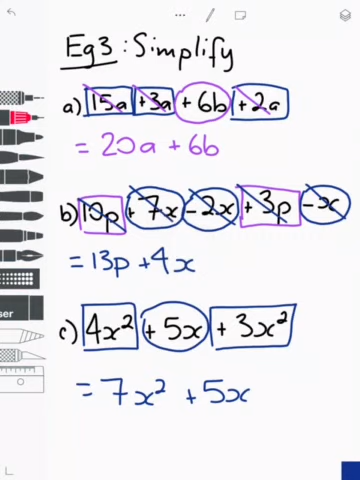 Eg3: Simplify
a) 15a + 3a + 6b + 2a
= 20a + 6b
b) 10p + 7x - 2x + 3p - x
= 13p + 4x
c) 4x² + 5x + 3x²
= 7x² + 5x
ser